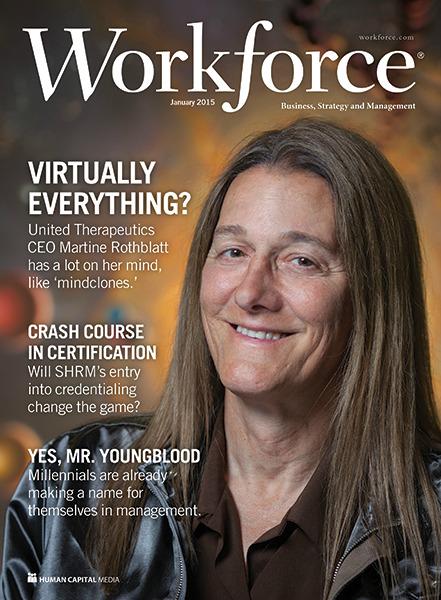 workforce.com
Workforce®
January 2015
Business, Strategy and Management
VIRTUALLY
EVERYTHING?
United Therapeutics
CEO Martine Rothblatt
has a lot on her mind,
like ‘mindclones.’
CRASH COURSE
IN CERTIFICATION
Will SHRM’s entry
into credentialing
change the game?
YES, MR. YOUNGBLOOD
Millennials are already
making a name for
themselves in management.
HUMAN CAPITAL MEDIA